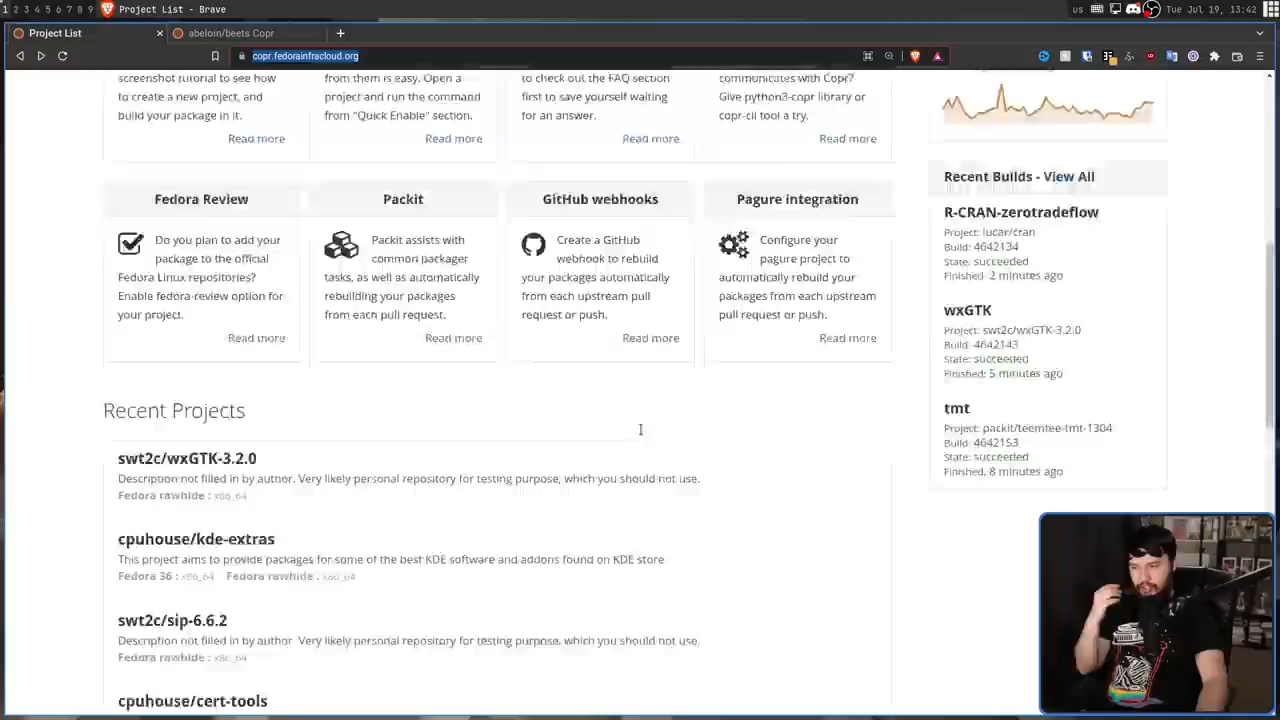 1 2 3 4 5 6 7 8 9 Project List - Brave
us Tue Jul 19, 13:42
Project List abeloin/beets Copr
copr.fedorainfracloud.org
screenshot tutorial to see how
to create a new project, and
build your package in it.
Read more
from them is easy. Open a
project and run the command
from "Quick Enable" section.
Read more
to check out the FAQ section
first to save yourself waiting
for an answer.
Read more
communicates with Copr?
Give python3-copr library or
copr-cli tool a try.
Read more
Fedora Review
Do you plan to add your
package to the official
Fedora Linux repositories?
Enable fedora-review option for
your project.
Read more
Packit
Packit assists with
common packager
tasks, as well as automatically
rebuilding your packages
from each pull request.
Read more
GitHub webhooks
Create a GitHub
webhook to rebuild
your packages automatically
from each upstream pull
request or push.
Read more
Pagure integration
Configure your
pagure project to
automatically rebuild your
packages from each upstream
pull request or push.
Read more
Recent Projects
swt2c/wxGTK-3.2.0
Description not filled in by author. Very likely personal repository for testing purpose, which you should not use.
Fedora rawhide : x86_64
cpuhouse/kde-extras
This project aims to provide packages for some of the best KDE software and addons found on KDE store
Fedora 36 : x86_64 Fedora rawhide : x86_64
swt2c/sip-6.6.2
Description not filled in by author. Very likely personal repository for testing purpose, which you should not use.
Fedora rawhide : x86_64
cpuhouse/cert-tools
Recent Builds - View All
R-CRAN-zerotradeflow
Project: lucar/cran
Build: 4642134
State: succeeded
Finished: 2 minutes ago
wxGTK
Project: swt2c/wxGTK-3.2.0
Build: 4642143
State: succeeded
Finished: 5 minutes ago
tmt
Project: packit/teemtee-tmt-1304
Build: 4642153
State: succeeded
Finished: 8 minutes ago